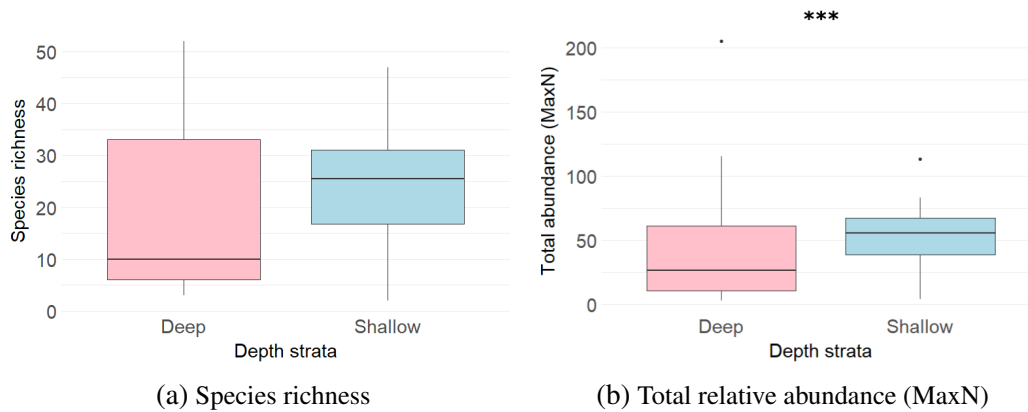 Species richness
50
40
30
20
10
0
Deep
Shallow
Depth strata
(a) Species richness
***
Total abundance (MaxN)
200
150
100
50
0
Deep
Shallow
Depth strata
(b) Total relative abundance (MaxN)